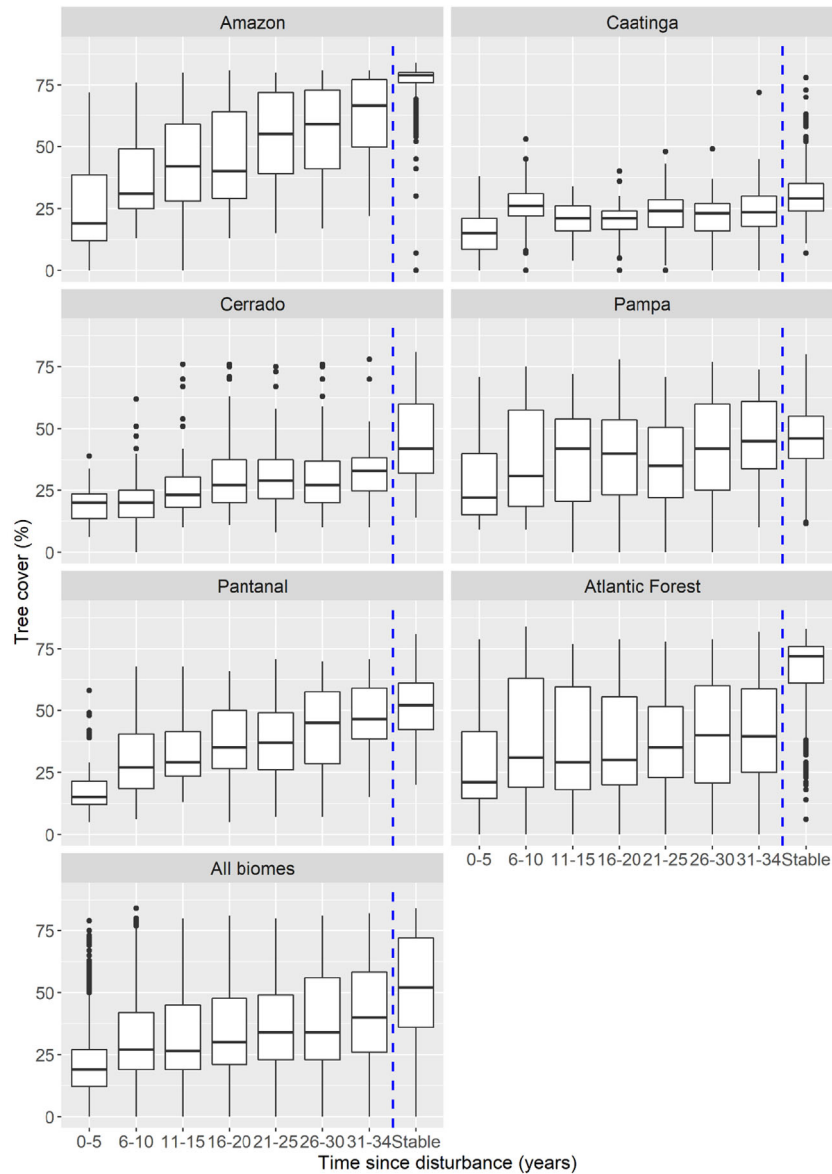 Amazon
Caatinga
75
50
25
0
Cerrado
Pampa
75
50
25
0
Tree cover (%)
Pantanal
Atlantic Forest
75
50
25
0
0-5 6-10 11-15 16-20 21-25 26-30 31-34 Stable
All biomes
75
50
25
0
0-5 6-10 11-15 16-20 21-25 26-30 31-34 Stable
Time since disturbance (years)